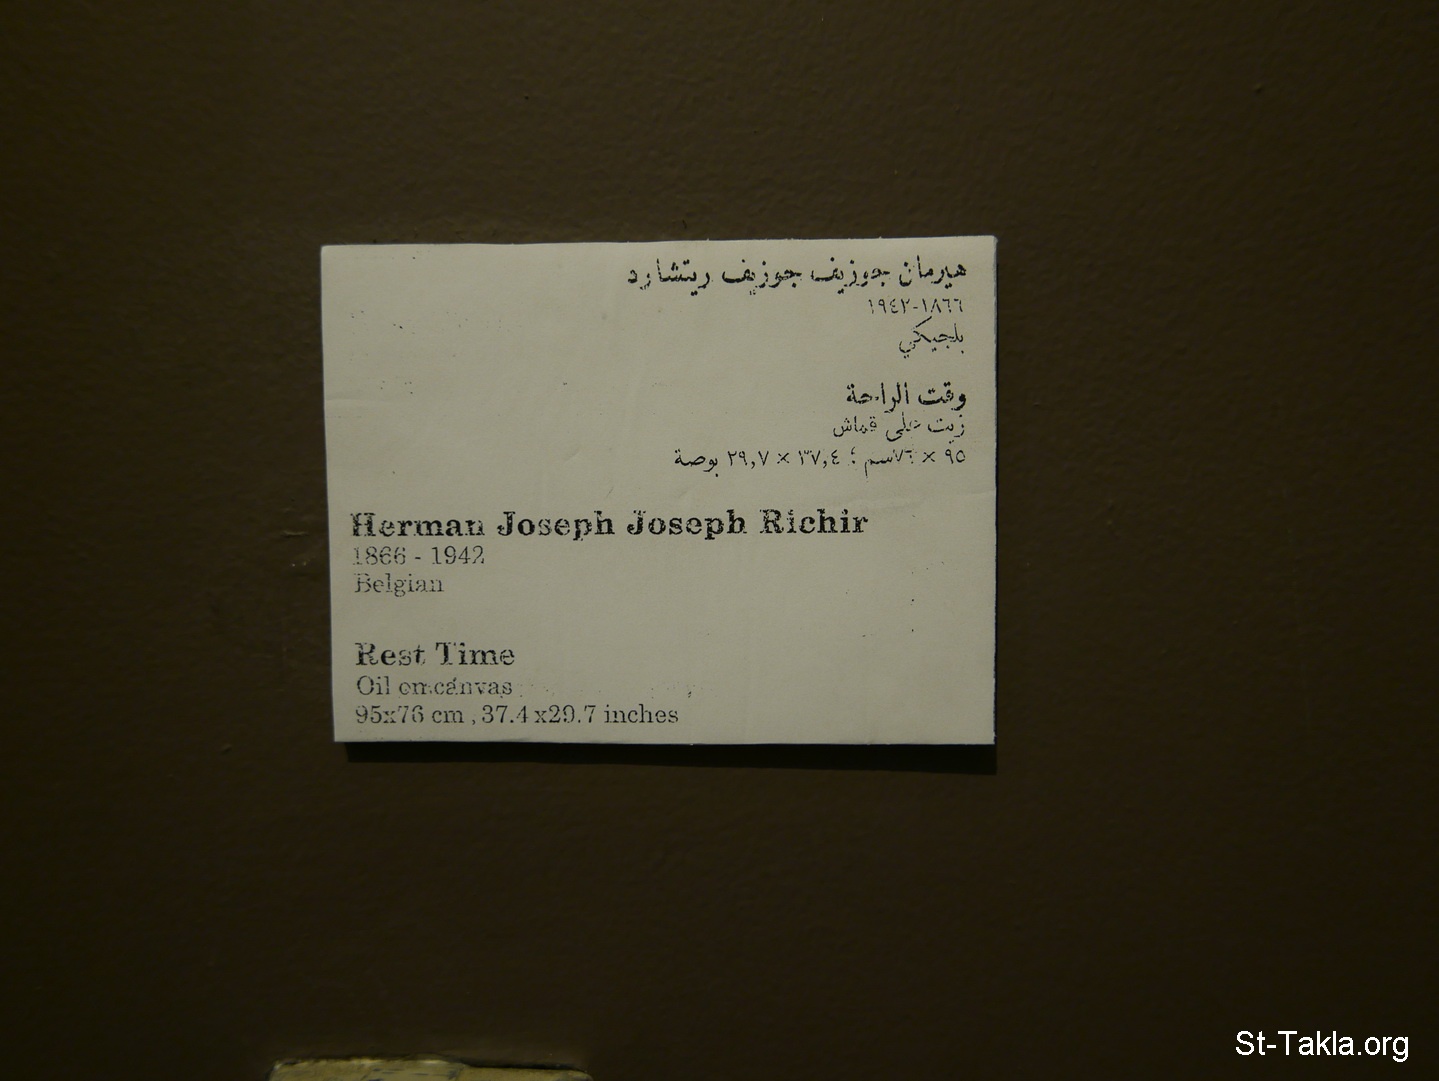 هيرمان جوزيف جوزيف ريتشارد
١٨٦٦-١٩٤٢
بلجيكي
وقت الراحة
زيت على قماش
٩٥ × ٧٦سم ؛ ٣٧,٤ × ٢٩,٧ بوصة
Herman Joseph Joseph Richir
1866 - 1942
Belgian
Rest Time
Oil on canvas
95x76 cm , 37.4 x29.7 inches
St-Takla.org